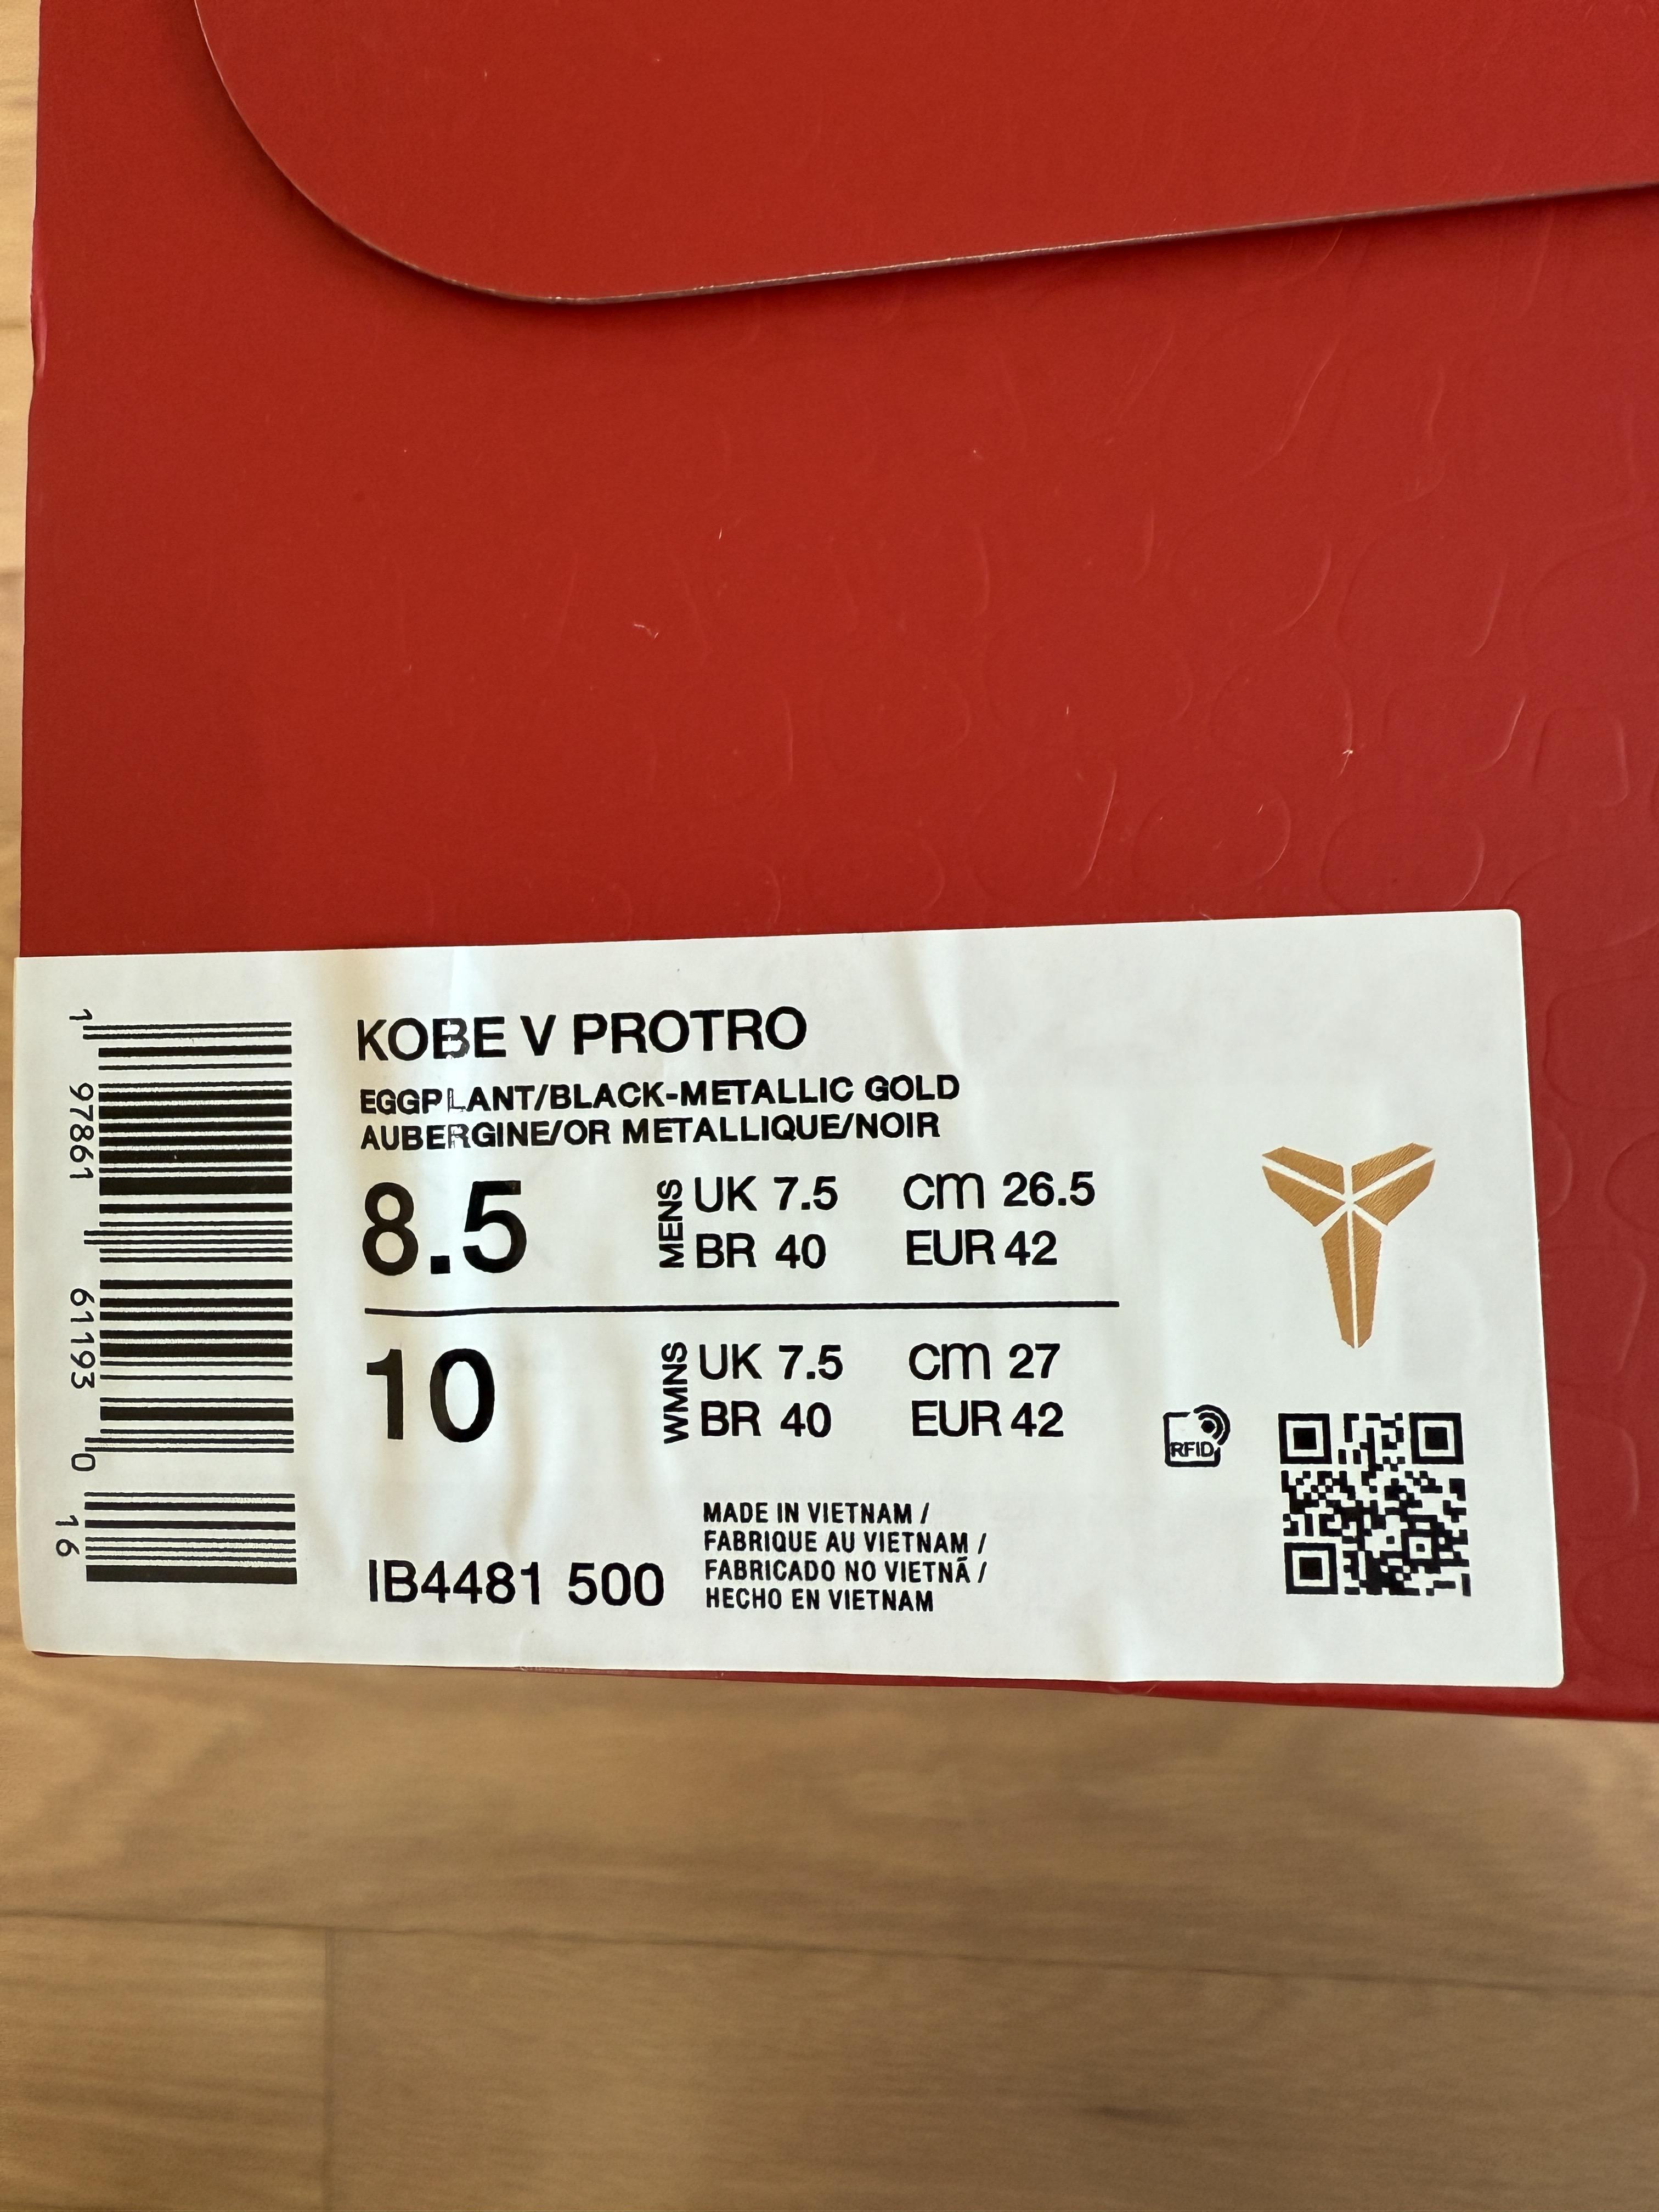 KOBE V PROTRO
EGGPLANT/BLACK-METALLIC GOLD
AUBERGINE/OR METALLIQUE/NOIR
8.5
MENS
UK 7.5 CM 26.5
BR 40 EUR 42
10
WMNS
UK 7.5 CM 27
BR 40 EUR 42
RFID
IB4481 500
MADE IN VIETNAM /
FABRIQUE AU VIETNAM /
FABRICADO NO VIETNÃ /
HECHO EN VIETNAM
1 97861 61193 0 16